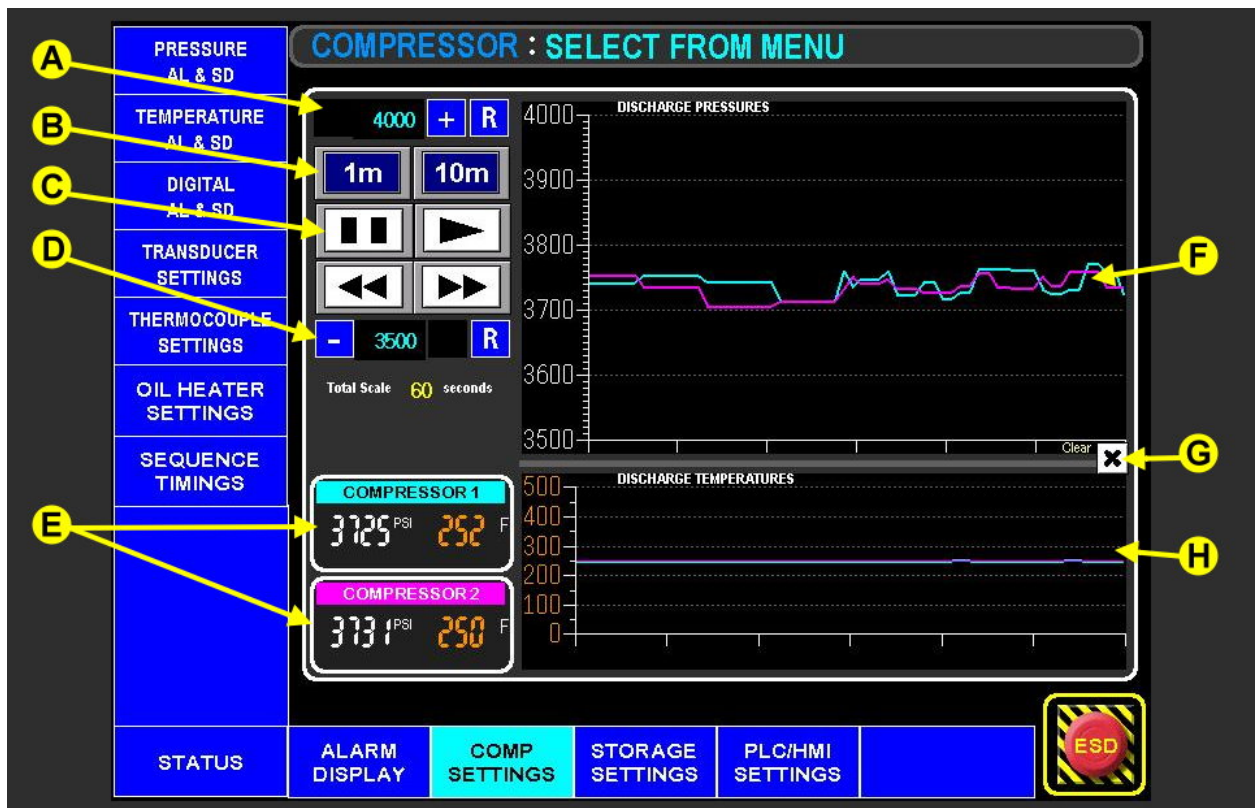 COMPRESSOR : SELECT FROM MENU
PRESSURE
AL & SD
TEMPERATURE
AL & SD
DIGITAL
AL & SD
TRANSDUCER
SETTINGS
THERMOCOUPLE
SETTINGS
OIL HEATER
SETTINGS
SEQUENCE
TIMINGS
A
B
C
D
E
4000 + R
1m 10m
- 3500 R
Total Scale 60 seconds
COMPRESSOR 1
3725 PSI 252 F
COMPRESSOR 2
3731 PSI 250 F
DISCHARGE PRESSURES
4000
3900
3800
3700
3600
3500
Clear
DISCHARGE TEMPERATURES
500
400
300
200
100
0
F
G
H
STATUS
ALARM
DISPLAY
COMP
SETTINGS
STORAGE
SETTINGS
PLC/HMI
SETTINGS
ESD